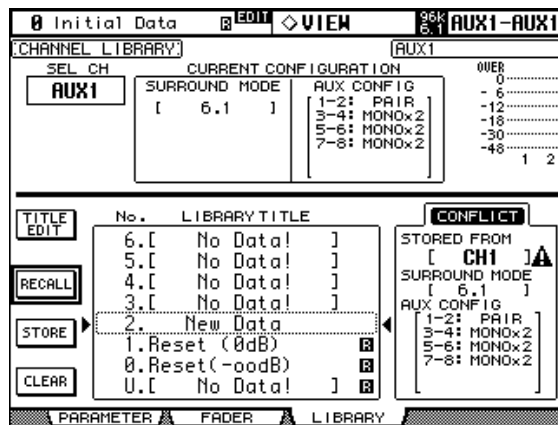 0 Initial Data R EDIT ◇VIEW 96k 6.1 AUX1-AUX1
CHANNEL LIBRARY AUX1
SEL CH CURRENT CONFIGURATION OVER
AUX1 SURROUND MODE AUX CONFIG 0
[ 6.1 ] 1-2: PAIR - 6
3-4: MONOx2 -12
5-6: MONOx2 -18
7-8: MONOx2 -30
-48
1 2
TITLE EDIT No. LIBRARY TITLE CONFLICT
6.[ No Data! ] STORED FROM
5.[ No Data! ] [ CH1 ]
RECALL 4.[ No Data! ] SURROUND MODE
3.[ No Data! ] [ 6.1 ]
2. New Data AUX CONFIG
STORE 1.Reset (0dB) R 1-2: PAIR
0.Reset(-oodB) R 3-4: MONOx2
CLEAR U.[ No Data! ] R 5-6: MONOx2
7-8: MONOx2
PARAMETER FADER LIBRARY